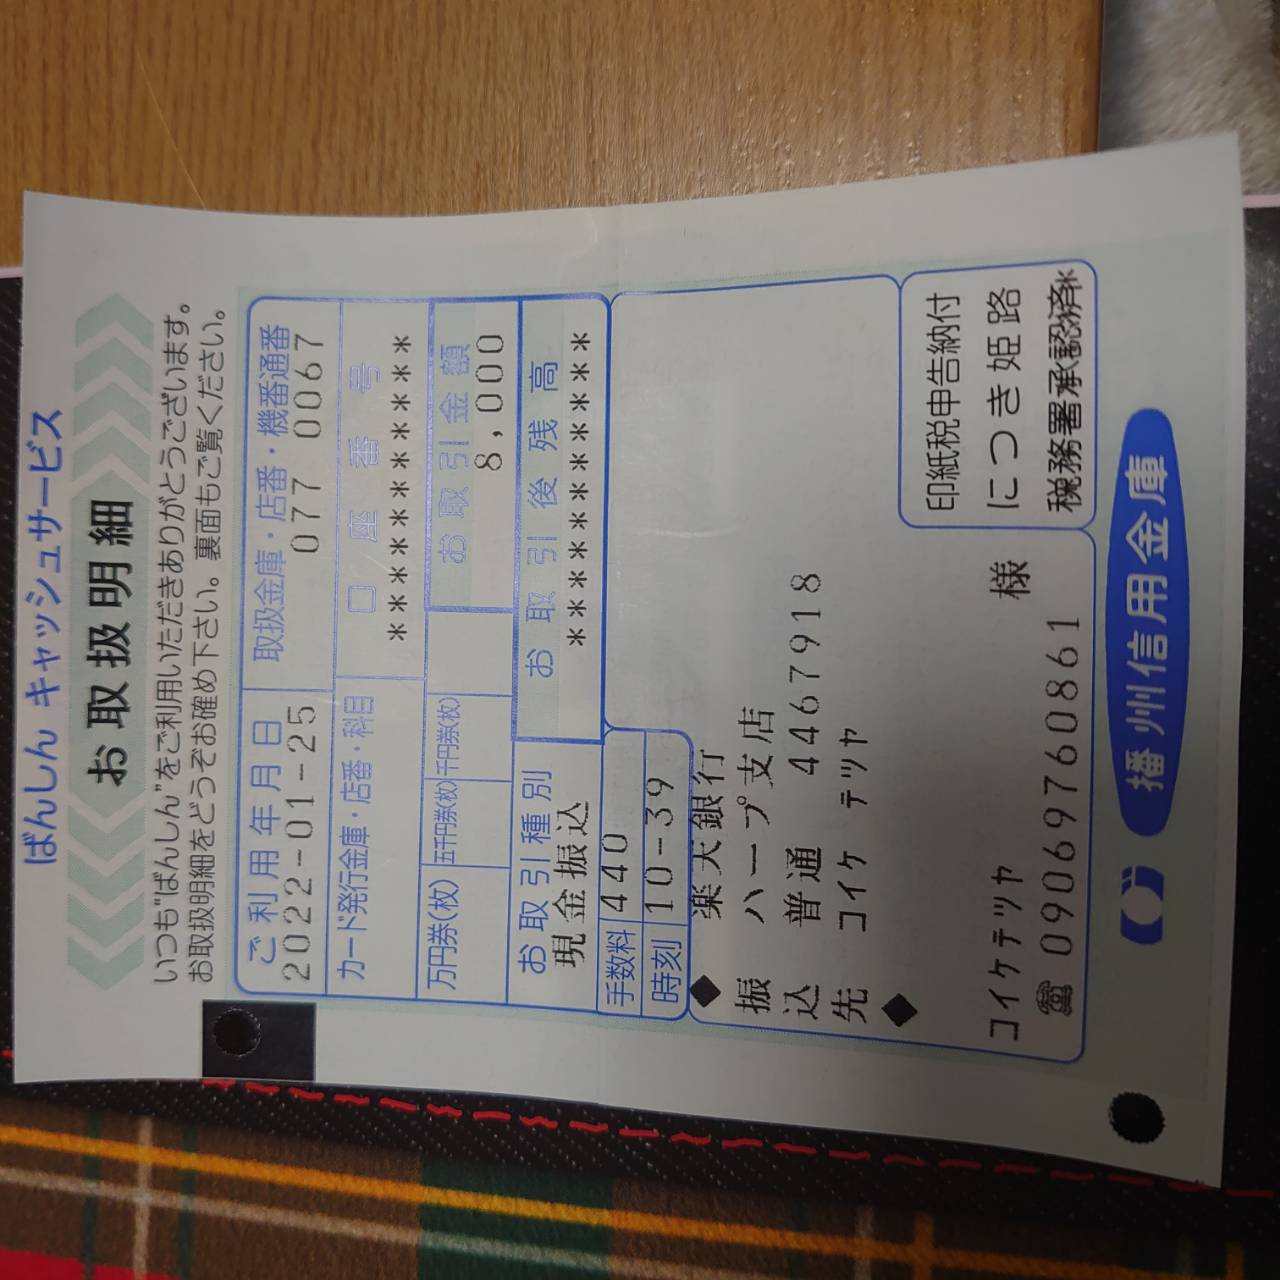 ばんしん キャッシュサービス
お取扱明細
いつも"ばんしん"をご利用いただきありがとうございます。
お取扱明細をどうぞお確め下さい。裏面もご覧ください。
ご利用年月日 取扱金庫・店番・機番通番
2022-01-25 077 0067
カード発行金庫・店番・科目 口座番号
*************
万円券(枚) 五千円券(枚) 千円券(枚) お取引金額
8,000
お取引種別 お取引後残高
現金振込 *************
手数料 440
時刻 10-39
◆ 楽天銀行
振 ハープ支店
込 普通 4467918
先 コイケ テツヤ
◆
印紙税申告納付
につき姫路
税務署承認済*
コイケテツヤ 様
☎09069760861
播州信用金庫